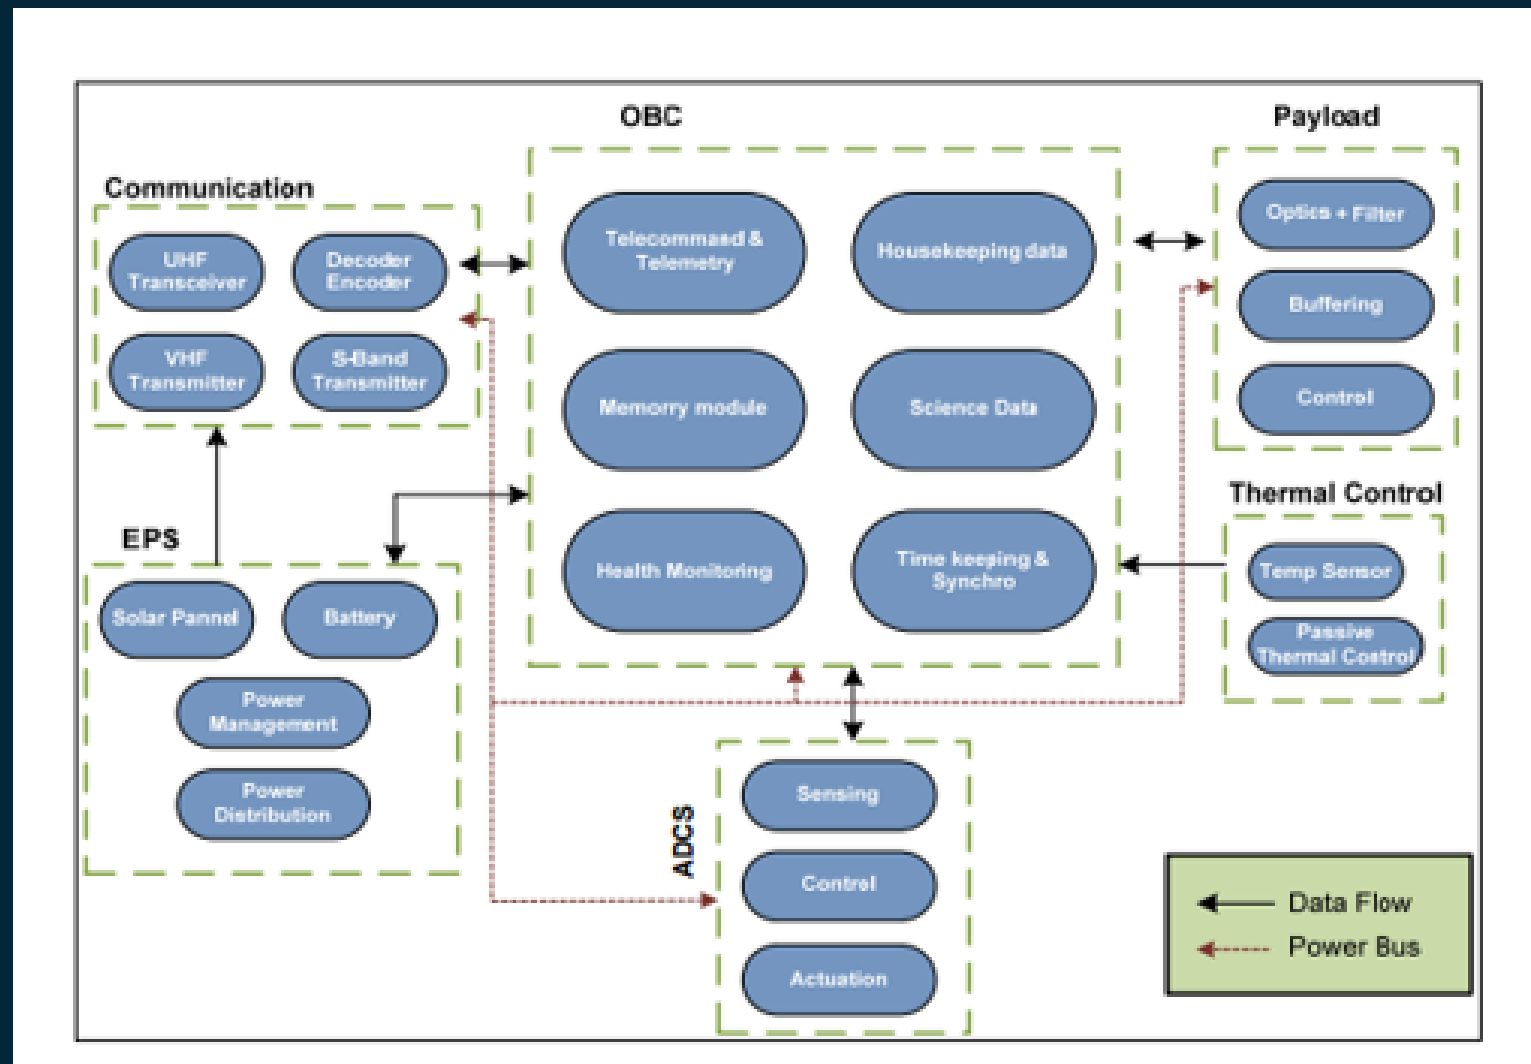 OBC
Payload
Communication
UHF
Transceiver
Decoder
Encoder
VHF
Transmitter
S-Band
Transmitter
Telecommand &
Telemetry
Housekeeping data
Memorry module
Science Data
Health Monitoring
Time keeping &
Synchro
Optics + Filter
Buffering
Control
Thermal Control
Temp Sensor
Passive
Thermal Control
EPS
Solar Pannel
Battery
Power
Management
Power
Distribution
ADCS
Sensing
Control
Actuation
Data Flow
Power Bus